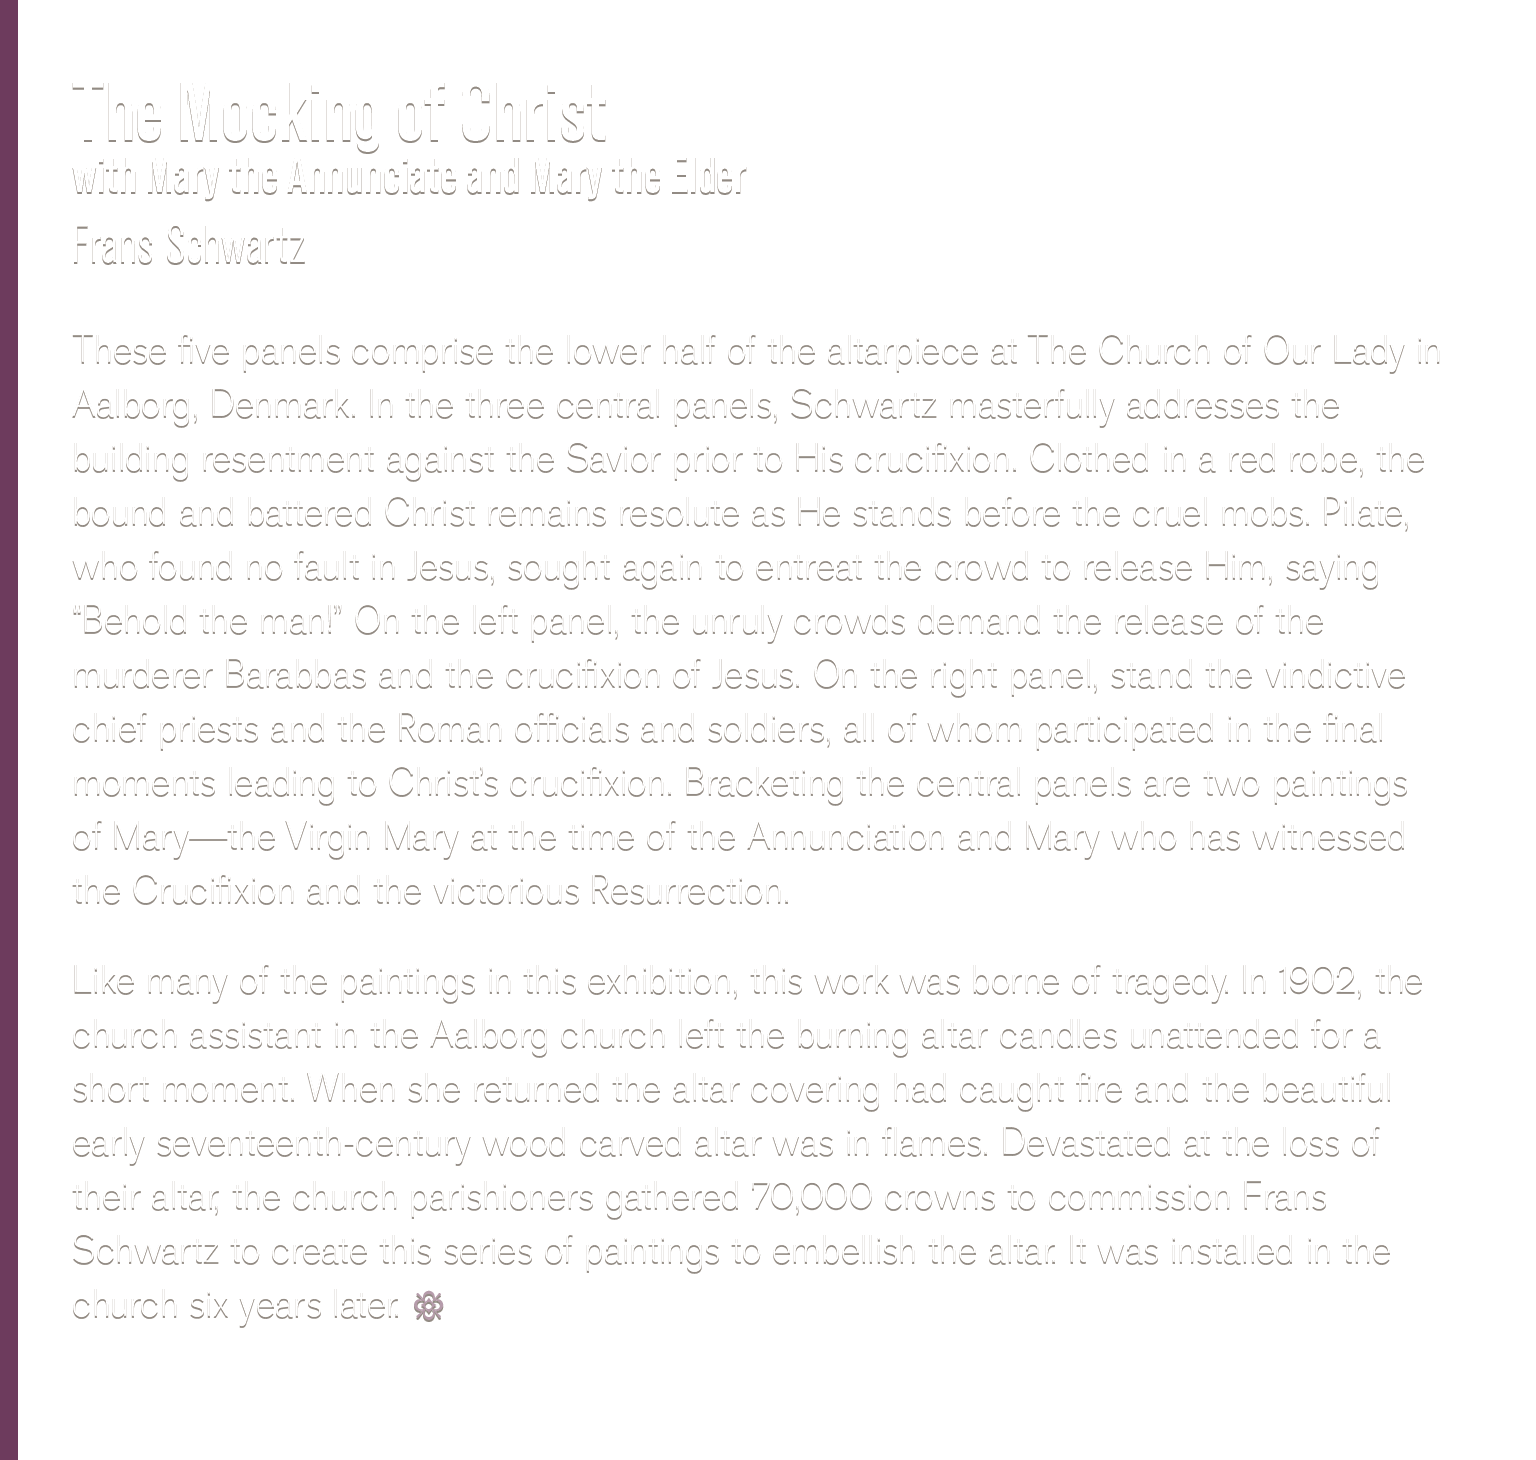 The Mocking of Christ
with Mary the Annunciate and Mary the Elder
Frans Schwartz
These five panels comprise the lower half of the altarpiece at The Church of Our Lady in
Aalborg, Denmark. In the three central panels, Schwartz masterfully addresses the
building resentment against the Savior prior to His crucifixion. Clothed in a red robe, the
bound and battered Christ remains resolute as He stands before the cruel mobs. Pilate,
who found no fault in Jesus, sought again to entreat the crowd to release Him, saying
“Behold the man!” On the left panel, the unruly crowds demand the release of the
murderer Barabbas and the crucifixion of Jesus. On the right panel, stand the vindictive
chief priests and the Roman officials and soldiers, all of whom participated in the final
moments leading to Christ’s crucifixion. Bracketing the central panels are two paintings
of Mary—the Virgin Mary at the time of the Annunciation and Mary who has witnessed
the Crucifixion and the victorious Resurrection.
Like many of the paintings in this exhibition, this work was borne of tragedy. In 1902, the
church assistant in the Aalborg church left the burning altar candles unattended for a
short moment. When she returned the altar covering had caught fire and the beautiful
early seventeenth-century wood carved altar was in flames. Devastated at the loss of
their altar, the church parishioners gathered 70,000 crowns to commission Frans
Schwartz to create this series of paintings to embellish the altar. It was installed in the
church six years later.